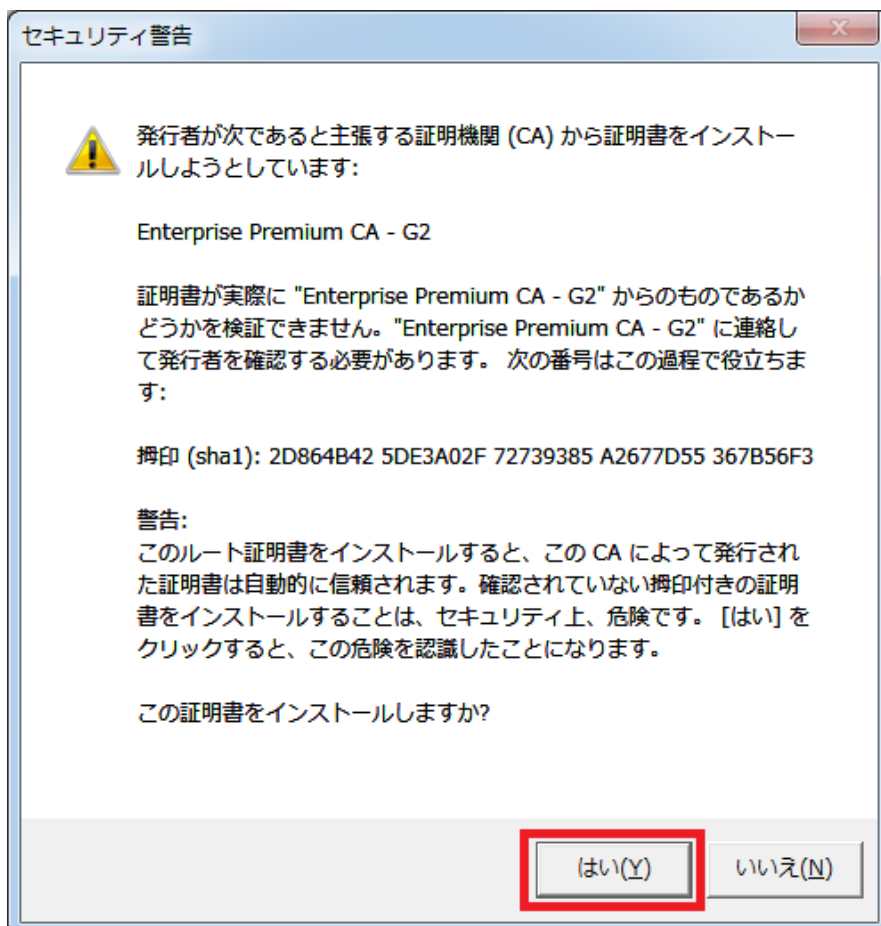 セキュリティ警告
発行者が次であると主張する証明機関 (CA) から証明書をインストー
ルしようとしています:
Enterprise Premium CA - G2
証明書が実際に "Enterprise Premium CA - G2" からのものであるか
どうかを検証できません。"Enterprise Premium CA - G2" に連絡し
て発行者を確認する必要があります。 次の番号はこの過程で役立ちま
す:
拇印 (sha1): 2D864B42 5DE3A02F 72739385 A2677D55 367B56F3
警告:
このルート証明書をインストールすると、この CA によって発行され
た証明書は自動的に信頼されます。確認されていない拇印付きの証明
書をインストールすることは、セキュリティ上、危険です。 [はい] を
クリックすると、この危険を認識したことになります。
この証明書をインストールしますか?
はい(Y) いいえ(N)